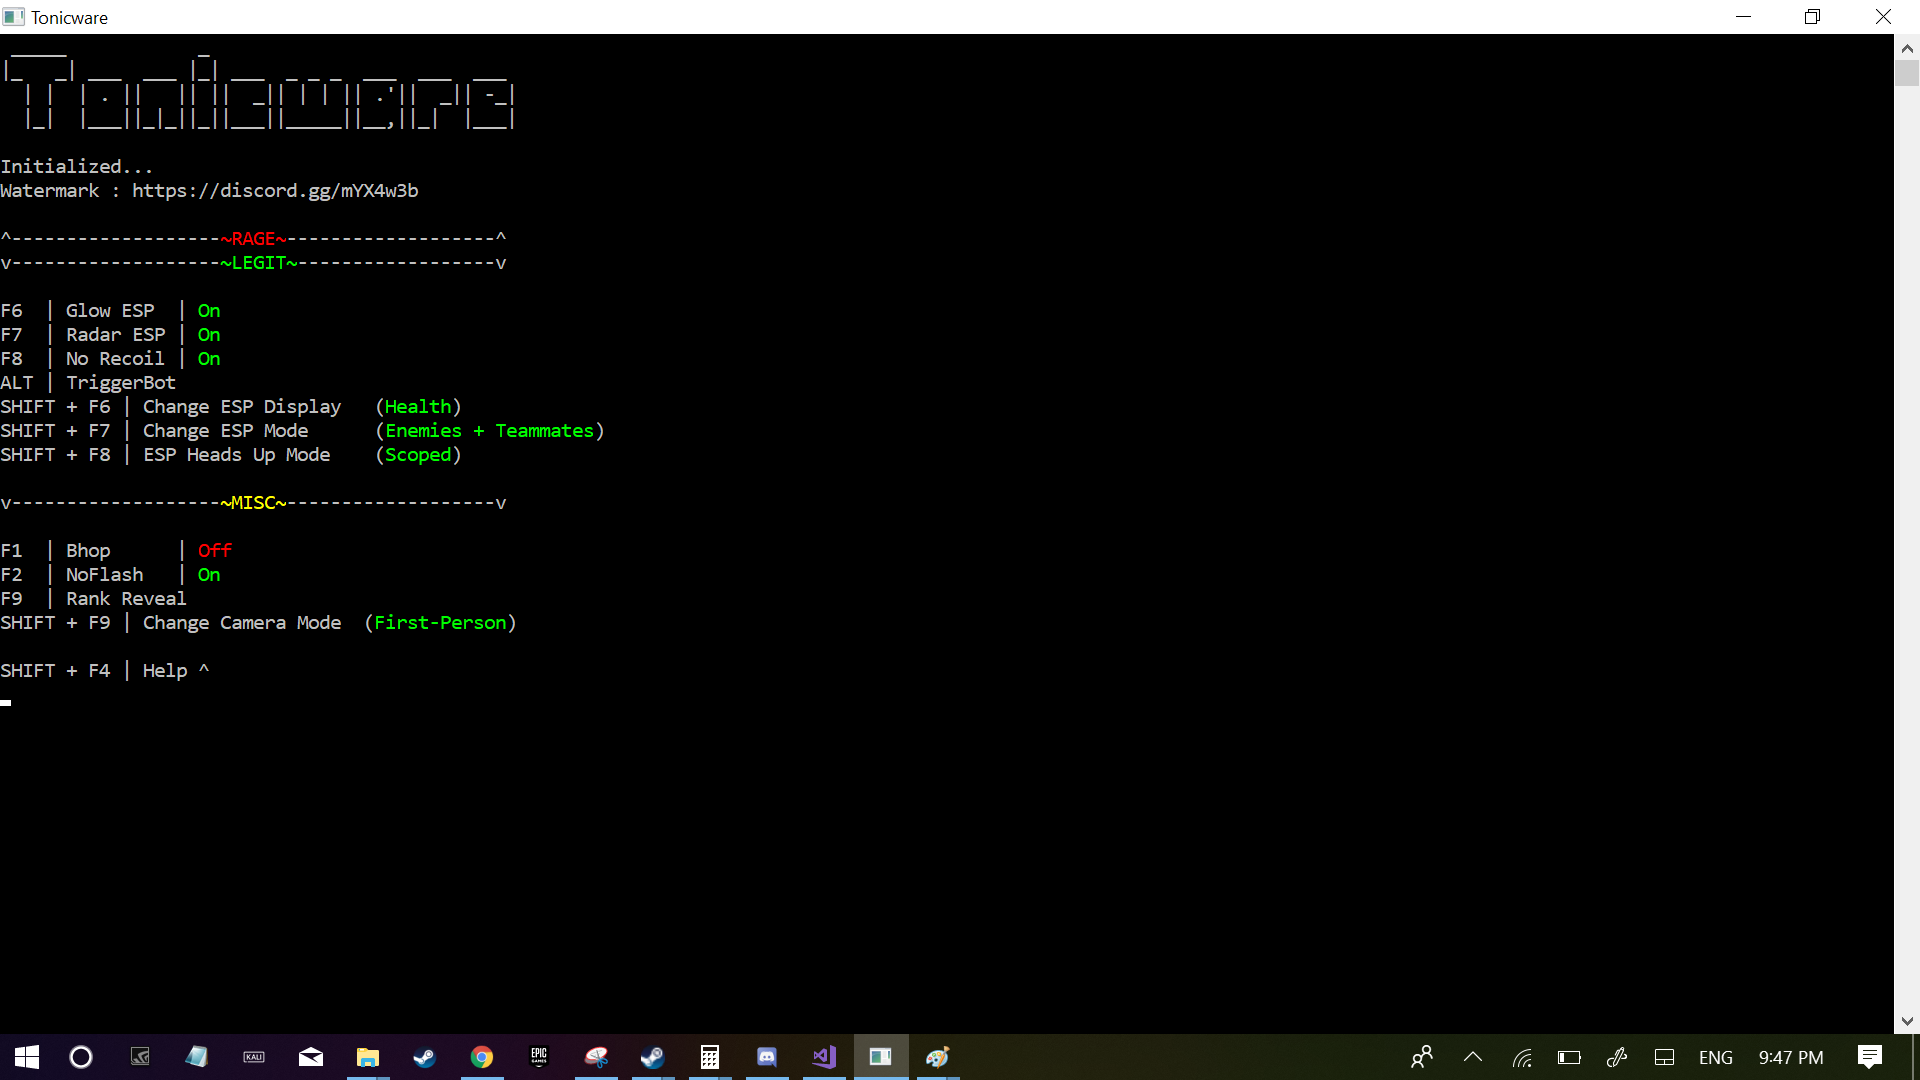 Tonicware
Tonicware
Initialized...
Watermark : https://discord.gg/mYX4w3b
^-------------------~RAGE~-------------------^
v-------------------~LEGIT~------------------v
F6  | Glow ESP  | On
F7  | Radar ESP | On
F8  | No Recoil | On
ALT | TriggerBot
SHIFT + F6 | Change ESP Display   (Health)
SHIFT + F7 | Change ESP Mode      (Enemies + Teammates)
SHIFT + F8 | ESP Heads Up Mode    (Scoped)
v-------------------~MISC~-------------------v
F1  | Bhop      | Off
F2  | NoFlash   | On
F9  | Rank Reveal
SHIFT + F9 | Change Camera Mode  (First-Person)
SHIFT + F4 | Help ^
KALI
EPIC GAMES
ENG
9:47 PM